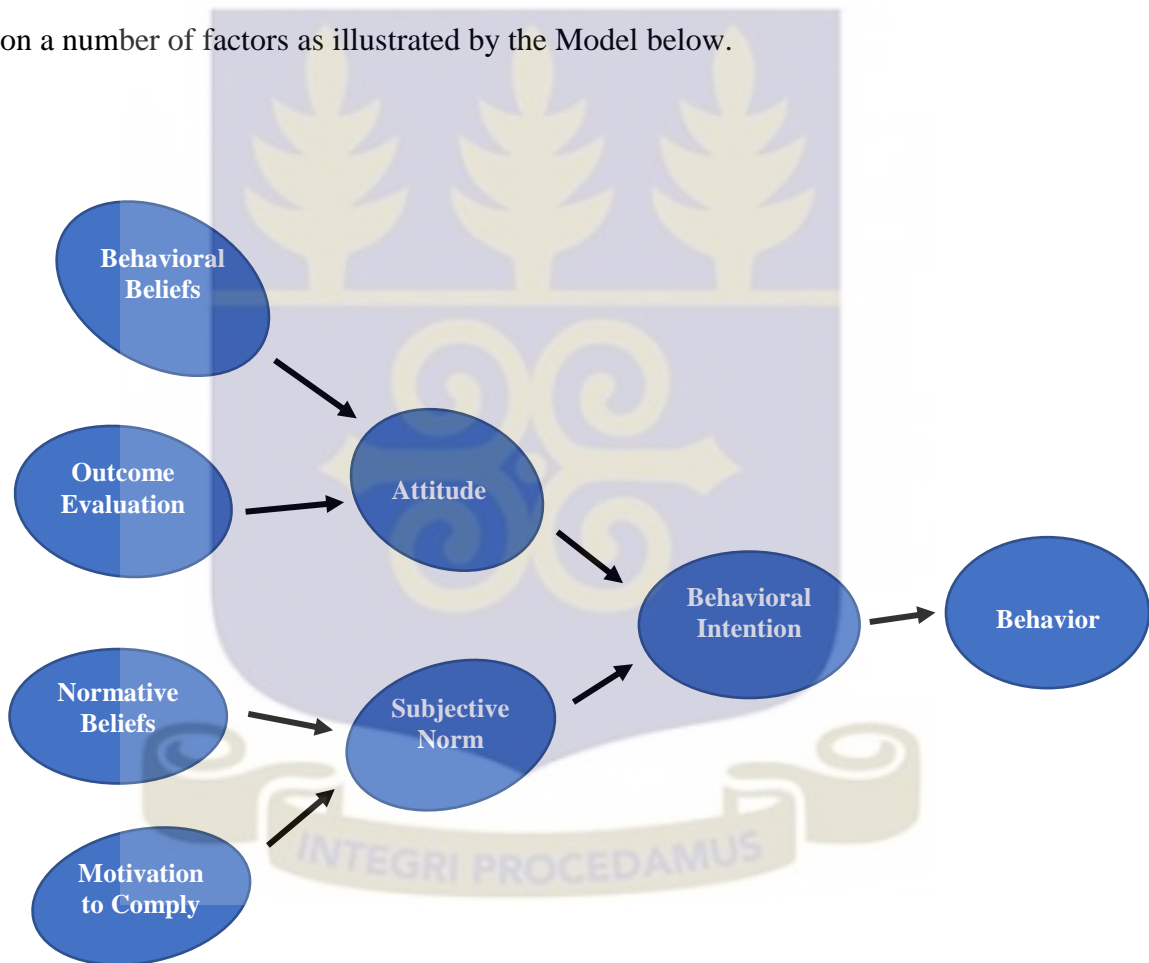 on a number of factors as illustrated by the Model below.
Behavioral
Beliefs
Outcome
Evaluation
Attitude
Behavioral
Intention
Behavior
Normative
Beliefs
Subjective
Norm
Motivation
to Comply
INTEGRI PROCEDAMUS